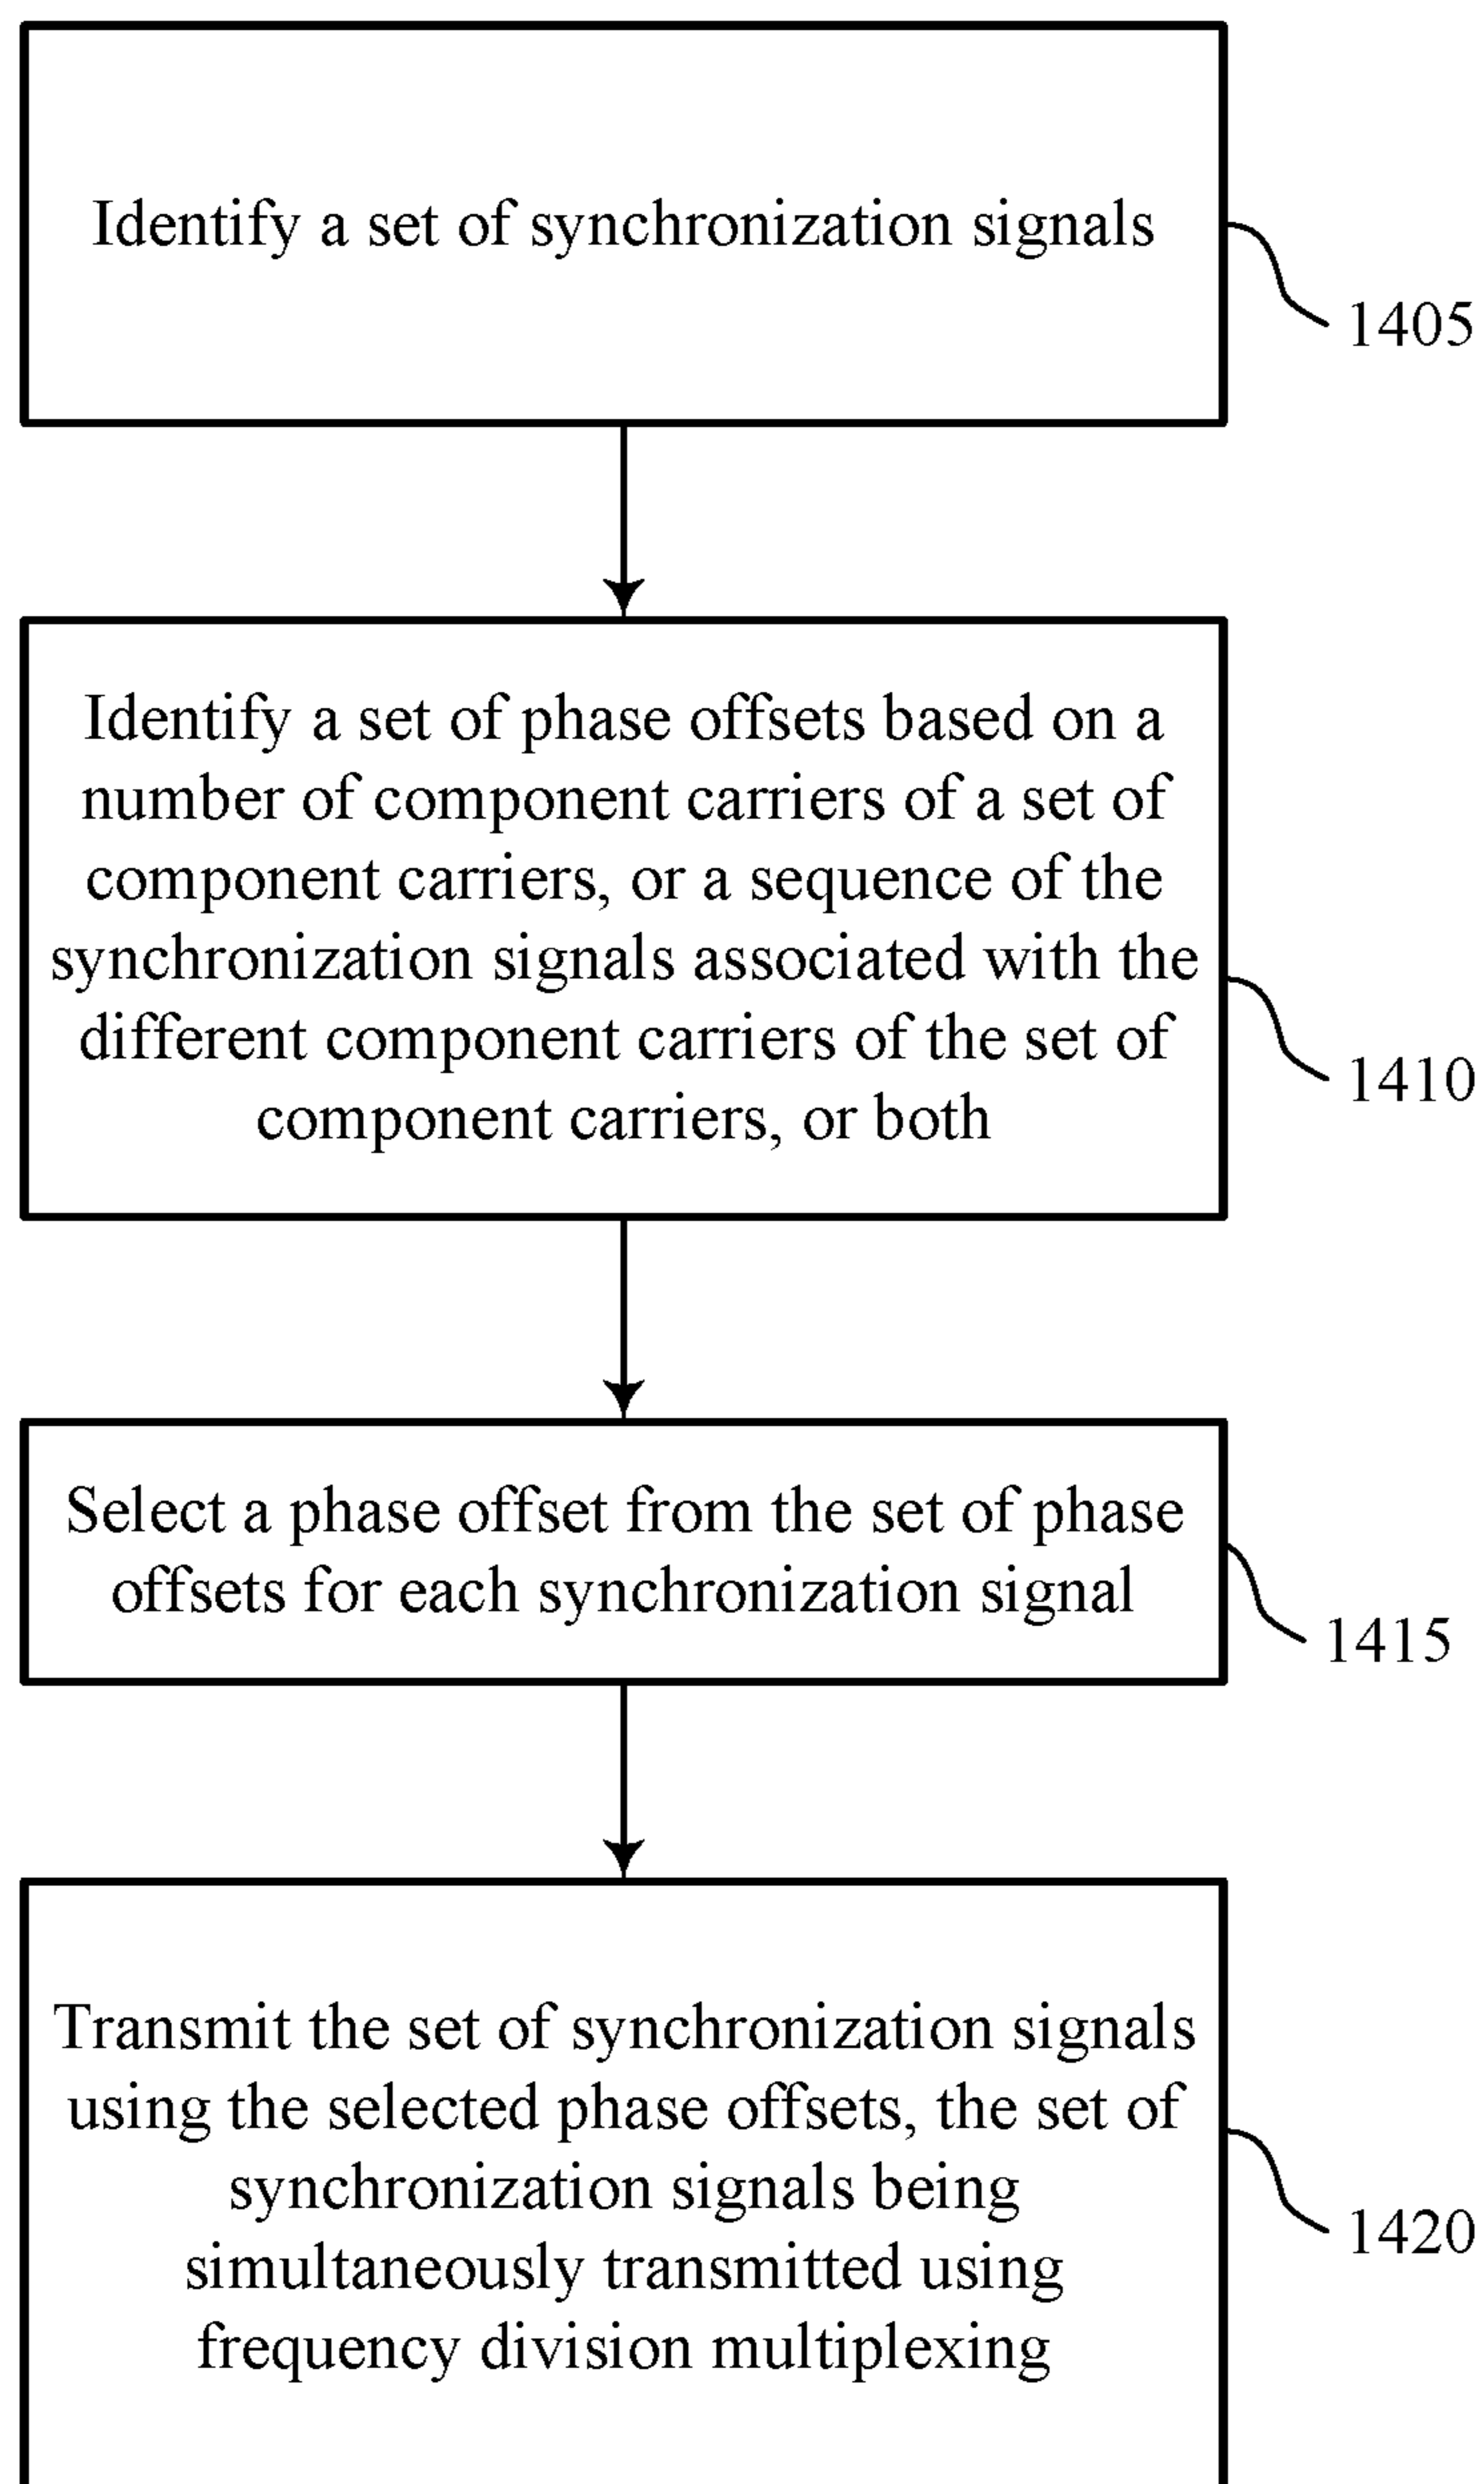 Identify a set of synchronization signals
1405
Identify a set of phase offsets based on a
number of component carriers of a set of
component carriers, or a sequence of the
synchronization signals associated with the
different component carriers of the set of
component carriers, or both
1410
Select a phase offset from the set of phase
offsets for each synchronization signal
1415
Transmit the set of synchronization signals
using the selected phase offsets, the set of
synchronization signals being
simultaneously transmitted using
frequency division multiplexing
1420